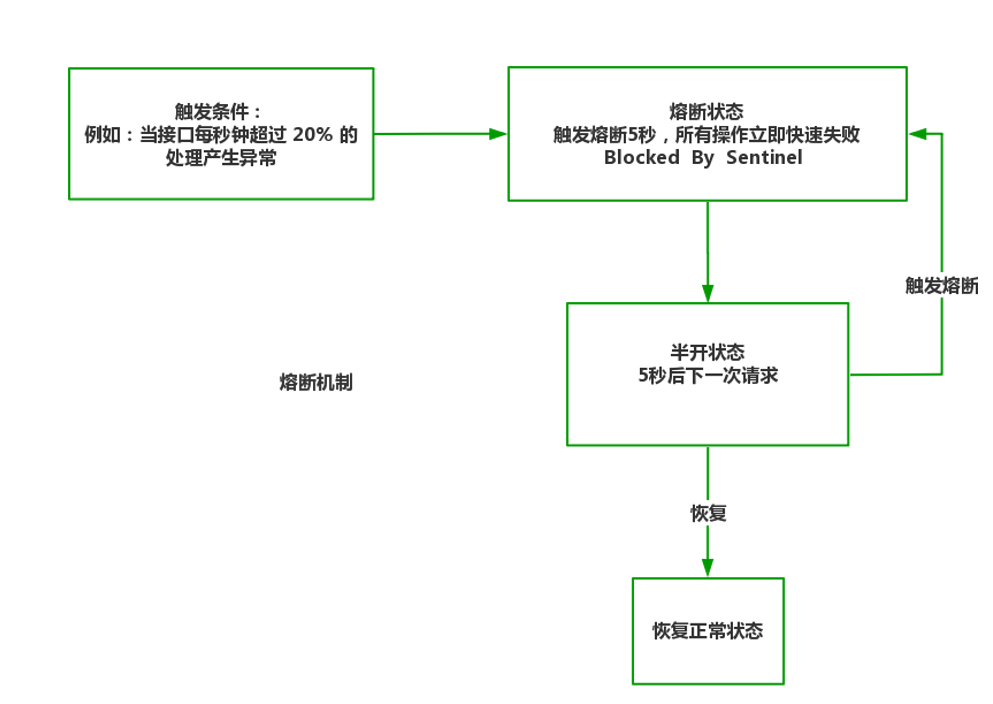 触发条件：
例如：当接口每秒钟超过 20% 的
处理产生异常
熔断状态
触发熔断5秒，所有操作立即快速失败
Blocked By Sentinel
触发熔断
半开状态
5秒后下一次请求
熔断机制
恢复
恢复正常状态